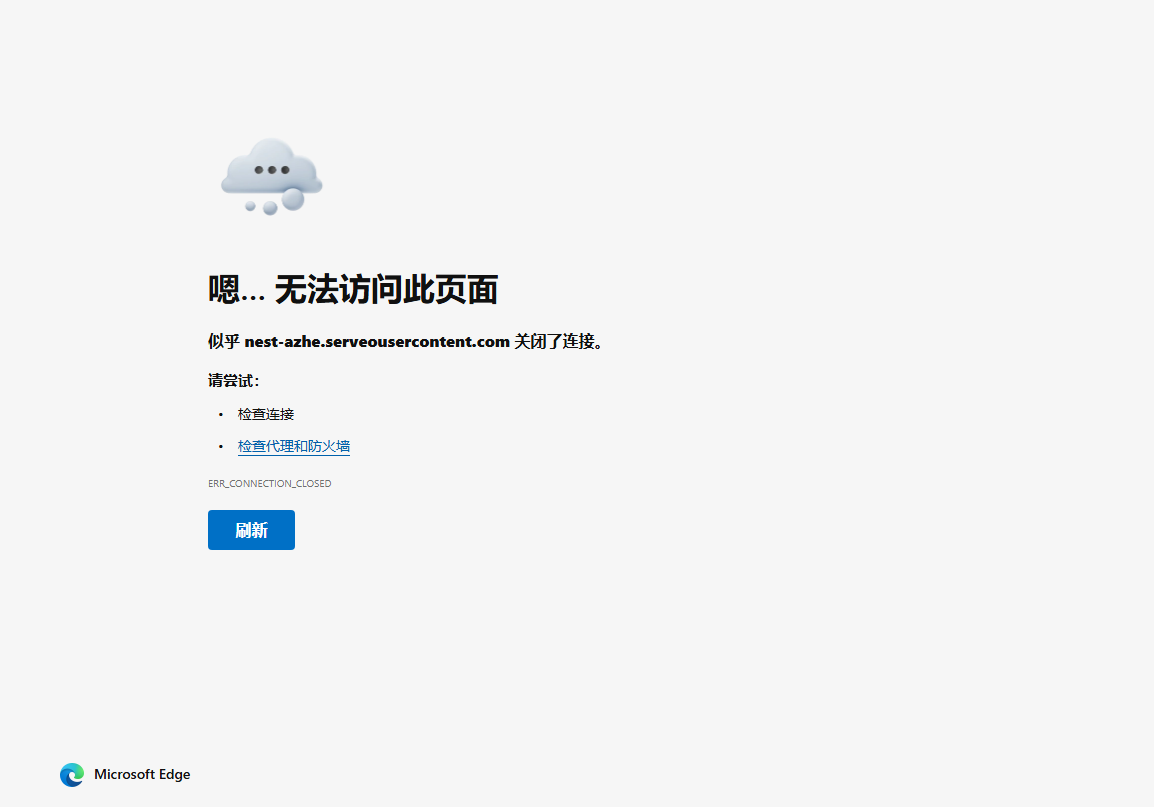 嗯… 无法访问此页面
似乎 nest-azhe.serveousercontent.com 关闭了连接。
请尝试：
• 检查连接
• 检查代理和防火墙
ERR_CONNECTION_CLOSED
刷新
Microsoft Edge